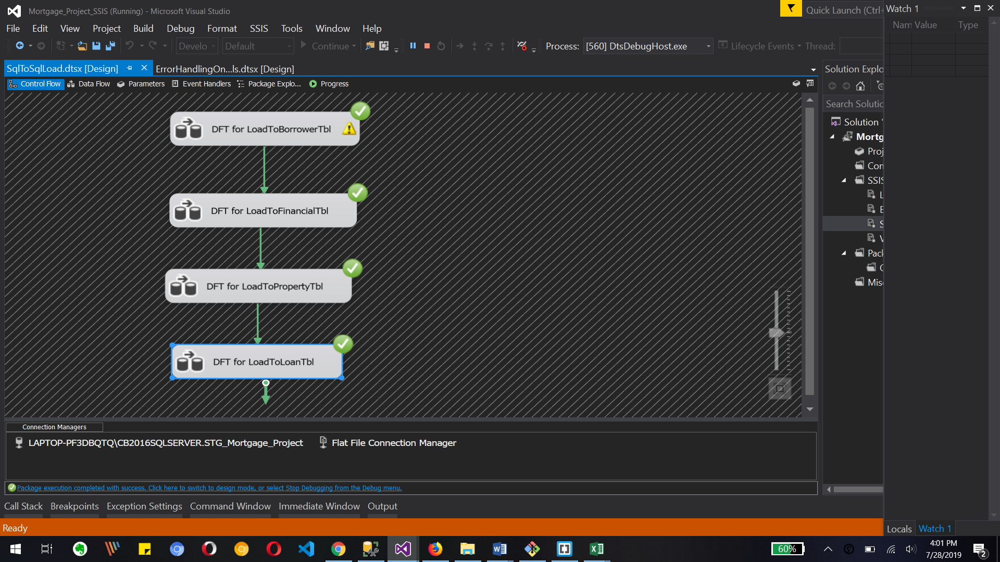 Mortgage_Project_SSIS (Running) - Microsoft Visual Studio
Quick Launch (Ctrl+
Watch 1
File Edit View Project Build Debug Format SSIS Tools Window Help
Nam Value Type
Develo Default Continue Process: [560] DtsDebugHost.exe Lifecycle Events Thread:
SqlToSqlLoad.dtsx [Design] ErrorHandlingOn...ls.dtsx [Design]
Solution Explo
Control Flow Data Flow Parameters Event Handlers Package Explo... Progress
Search Solutio
DFT for LoadToBorrowerTbl
DFT for LoadToFinancialTbl
DFT for LoadToPropertyTbl
DFT for LoadToLoanTbl
Solution '
Mortg
Proj
Con
SSIS
L
E
S
V
Pack
C
Misc
Connection Managers
LAPTOP-PF3DBQTQ\CB2016SQLSERVER.STG_Mortgage_Project Flat File Connection Manager
Package execution completed with success. Click here to switch to design mode, or select Stop Debugging from the Debug menu.
Call Stack Breakpoints Exception Settings Command Window Immediate Window Output
Ready
Locals Watch 1
60%
4:01 PM
7/28/2019
2